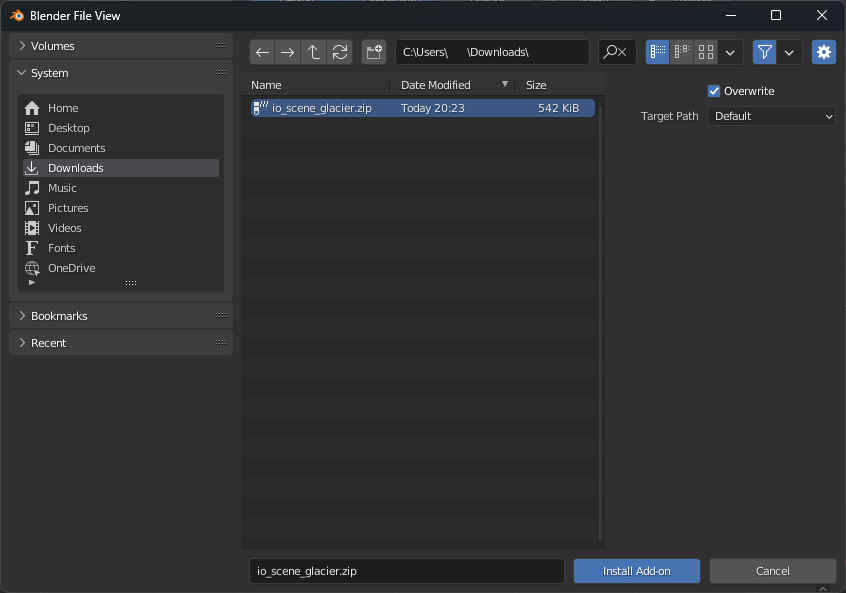 Blender File View
Volumes
System
Home
Desktop
Documents
Downloads
Music
Pictures
Videos
Fonts
OneDrive
Bookmarks
Recent
C:\Users\ \Downloads\
Name Date Modified Size
io_scene_glacier.zip Today 20:23 542 KiB
Overwrite
Target Path Default
io_scene_glacier.zip Install Add-on Cancel